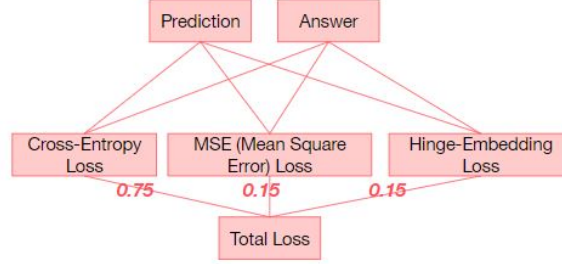 Prediction
Answer
Cross-Entropy
Loss
MSE (Mean Square
Error) Loss
Hinge-Embedding
Loss
0.75
0.15
0.15
Total Loss